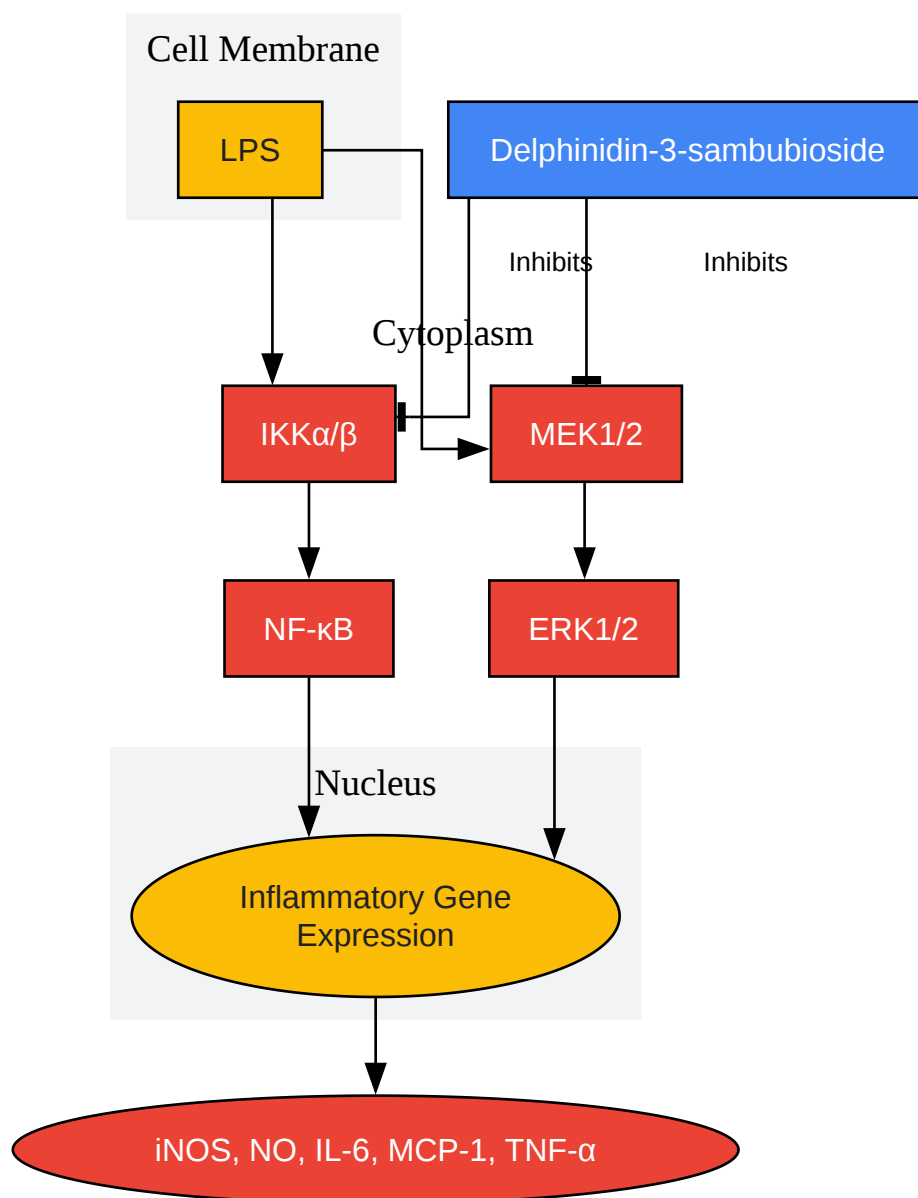 Cell Membrane
LPS
Delphinidin-3-sambubioside
Inhibits
Inhibits
Cytoplasm
IKKα/β
MEK1/2
NF-κB
ERK1/2
Nucleus
Inflammatory Gene
Expression
iNOS, NO, IL-6, MCP-1, TNF-α